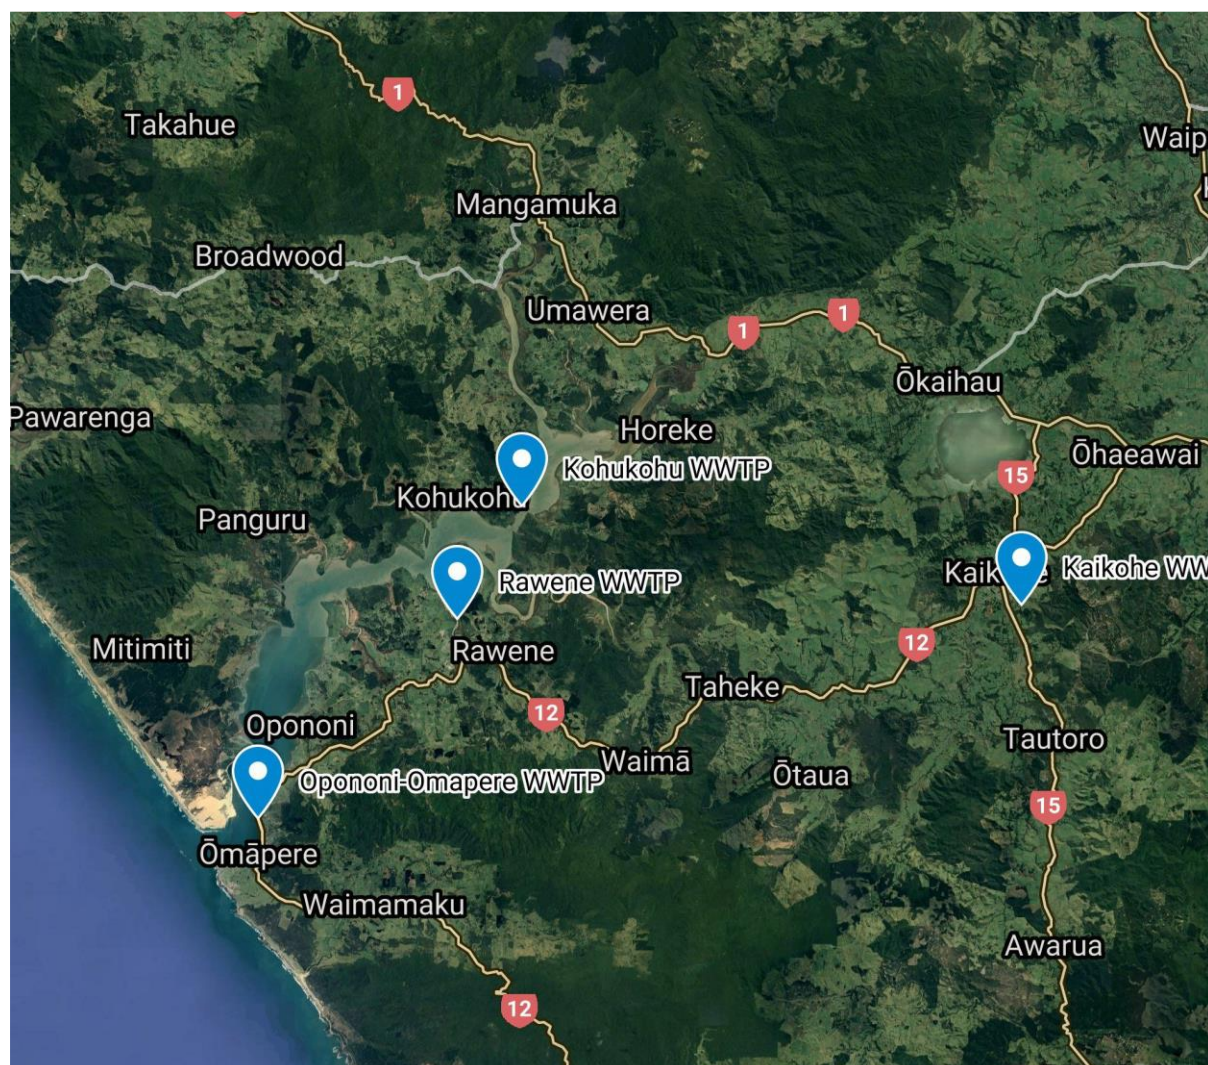 1
Takahue
Waip
Mangamuka
Broadwood
Umawera
1
1
Ōkaihau
Pawarenga
Horeke
Ōhaeawai
Kohukohu WWTP
15
Kohukohu
Panguru
Kaikohe WW
Rawene WWTP
12
Mitimiti
Rawene
Taheke
12
Opononi
Tautoro
Waimā
Ōtaua
Opononi-Omapere WWTP
15
Ōmāpere
Waimamaku
Awarua
12